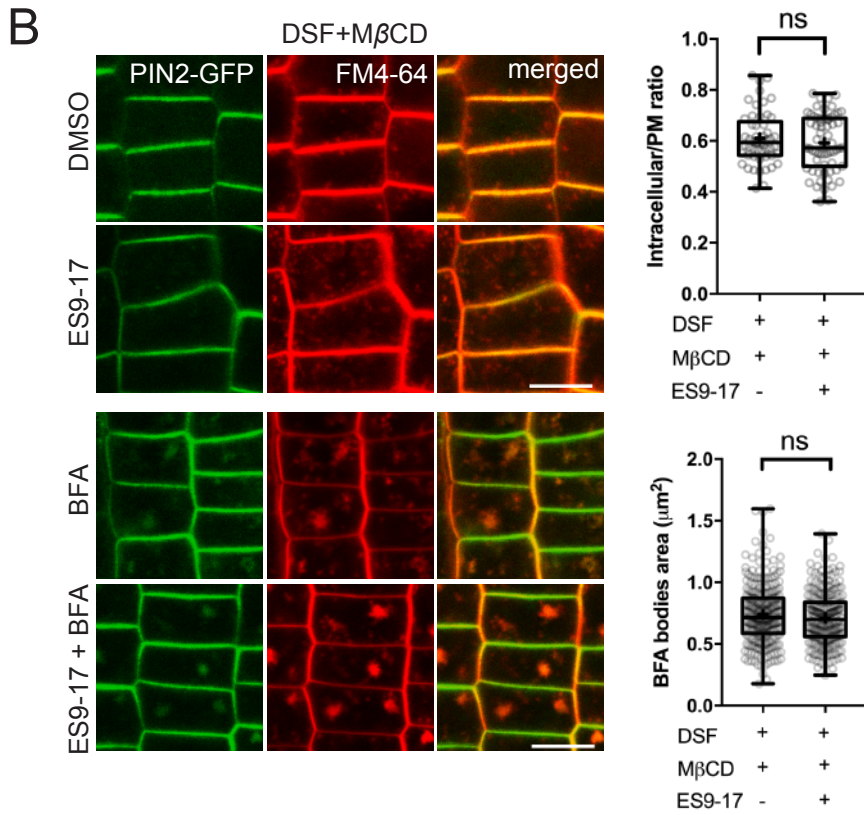 B
DSF+MβCD
PIN2-GFP FM4-64 merged
DMSO
ES9-17
BFA
ES9-17 + BFA
ns
Intracellular/PM ratio
1.0
0.8
0.6
0.4
0.2
0.0
DSF + +
MβCD + +
ES9-17 - +
ns
BFA bodies area (μm²)
2.0
1.5
1.0
0.5
0.0
DSF + +
MβCD + +
ES9-17 - +